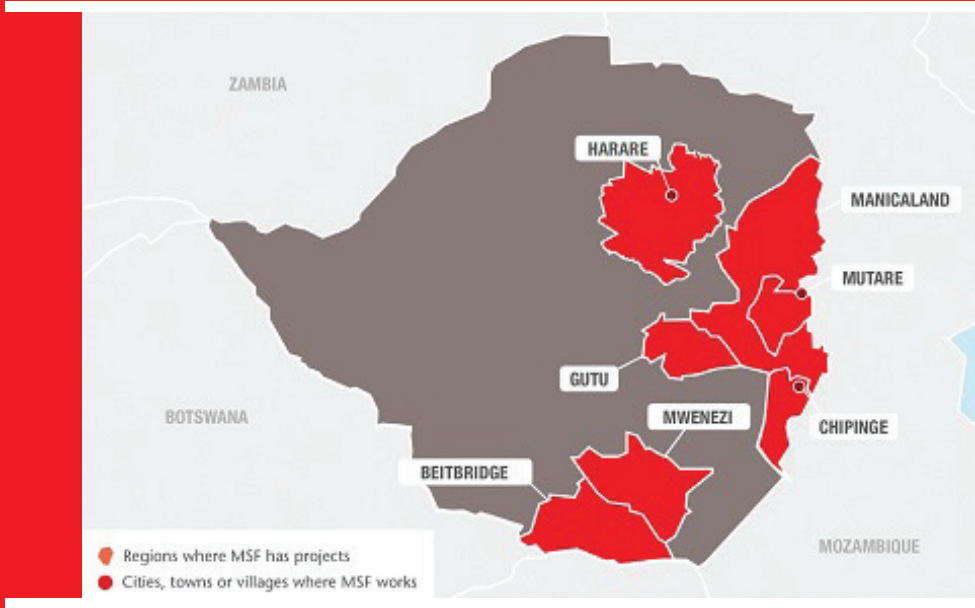 ZAMBIA
HARARE
MANICALAND
MUTARE
GUTU
BOTSWANA
MWENEZI
CHIPINGE
BEITBRIDGE
MOZAMBIQUE
Regions where MSF has projects
Cities, towns or villages where MSF works